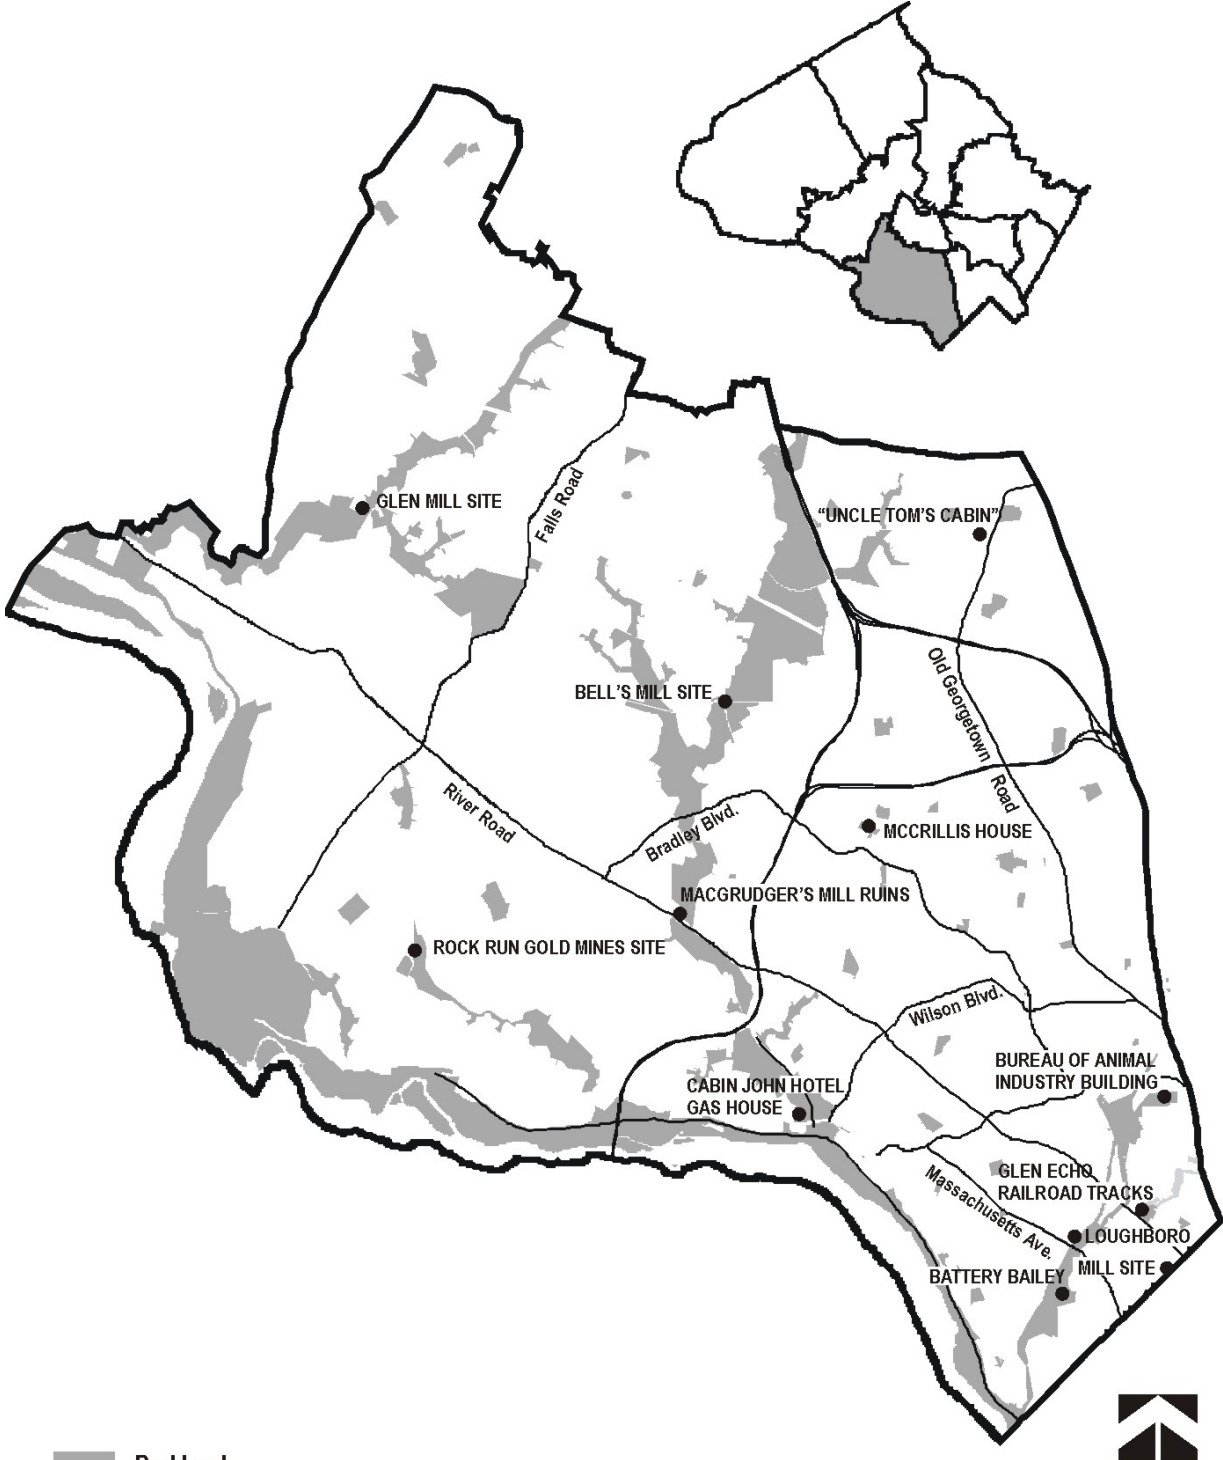 GLEN MILL SITE
Falls Road
“UNCLE TOM’S CABIN”
Old Georgetown Road
BELL’S MILL SITE
River Road
Bradley Blvd.
MCCRILLIS HOUSE
MACGRUDGER’S MILL RUINS
ROCK RUN GOLD MINES SITE
Wilson Blvd.
BUREAU OF ANIMAL
INDUSTRY BUILDING
CABIN JOHN HOTEL
GAS HOUSE
GLEN ECHO
RAILROAD TRACKS
Massachusetts Ave.
LOUGHBORO
MILL SITE
BATTERY BAILEY